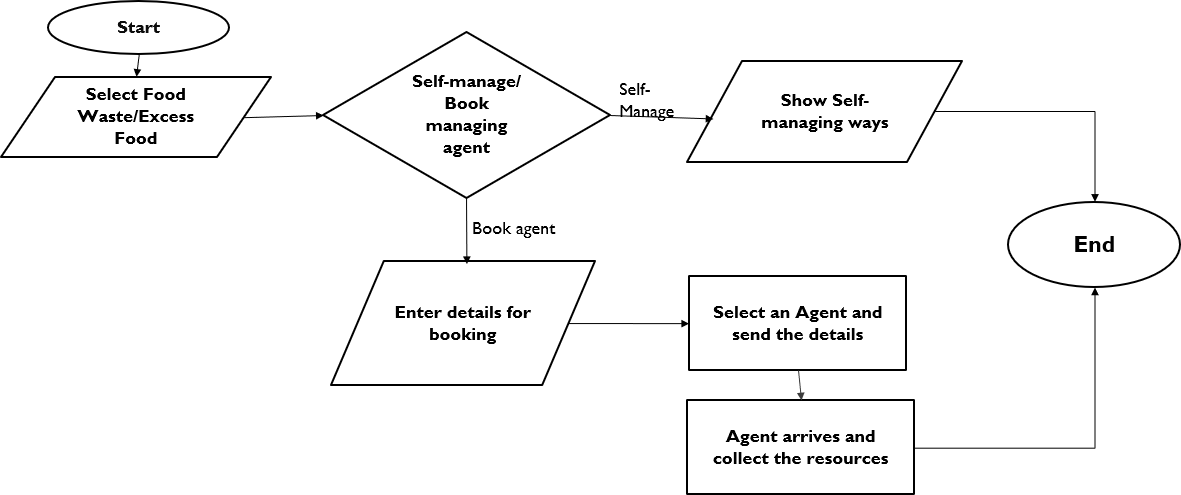 Start
Select Food
Waste/Excess
Food
Self-manage/
Book
managing
agent
Self-
Manage
Show Self-
managing ways
Book agent
End
Enter details for
booking
Select an Agent and
send the details
Agent arrives and
collect the resources